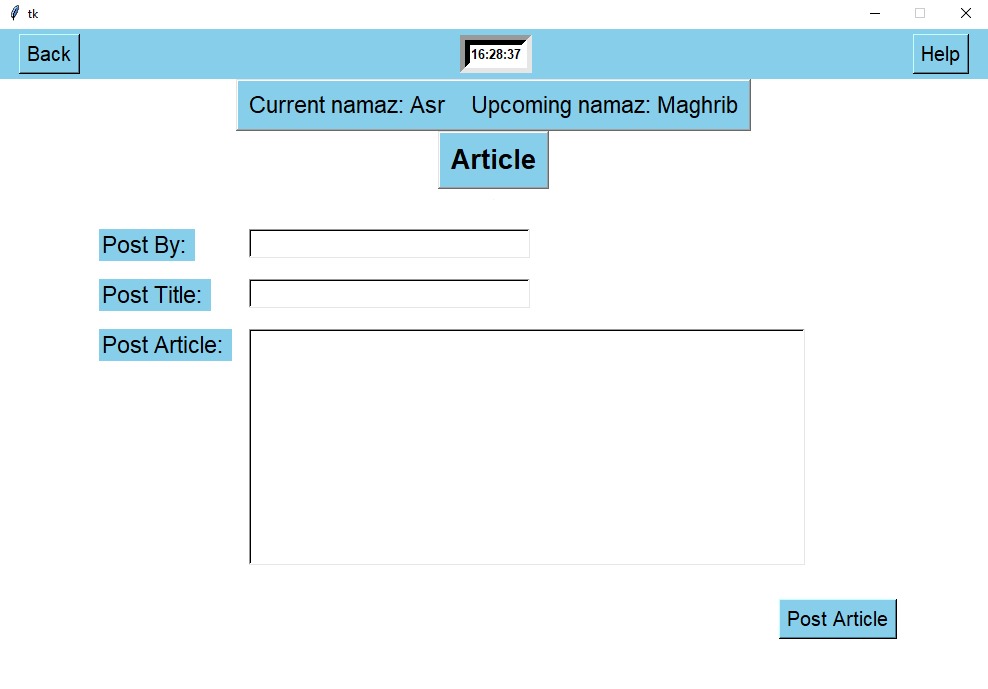 tk
Back 16:28:37 Help
Current namaz: Asr Upcoming namaz: Maghrib
Article
Post By:
Post Title:
Post Article:
Post Article